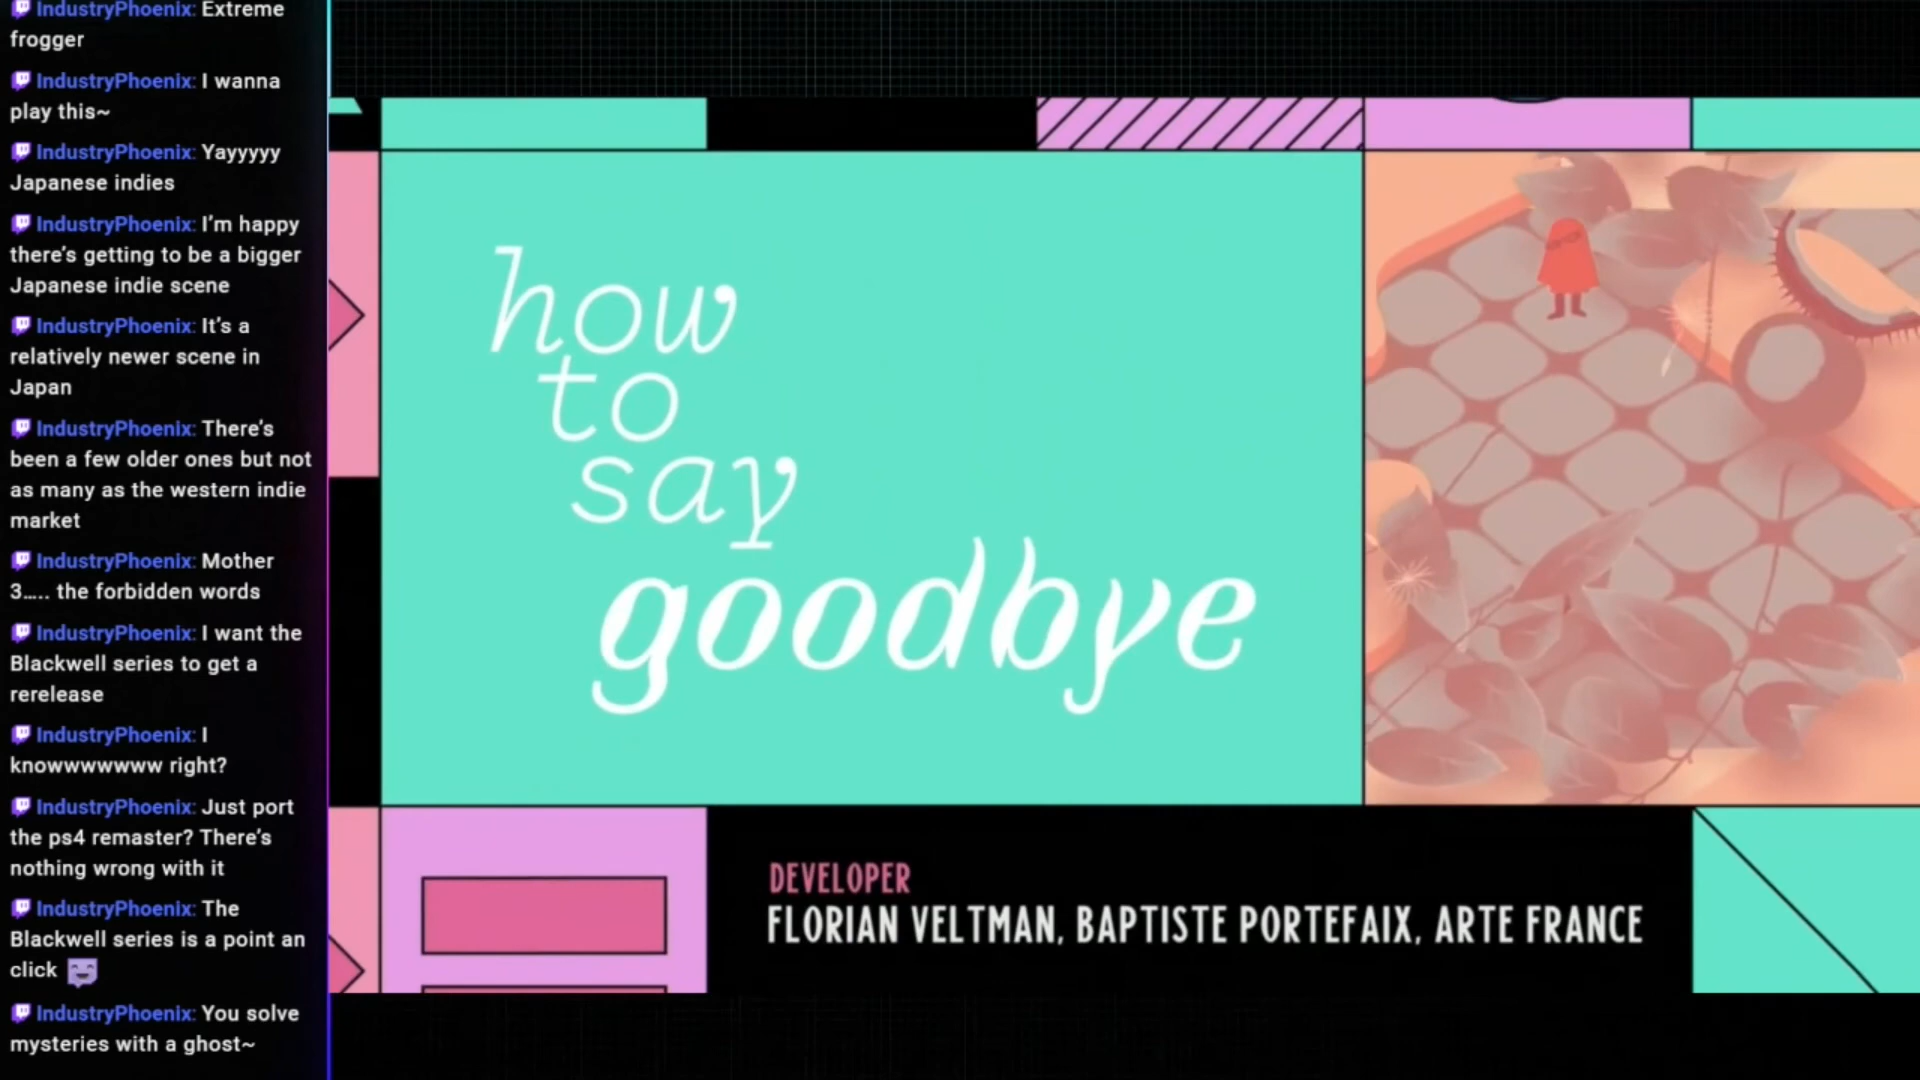 IndustryPhoenix: Extreme
frogger
IndustryPhoenix: I wanna
play this~
IndustryPhoenix: Yayyyyy
Japanese indies
IndustryPhoenix: I’m happy
there’s getting to be a bigger
Japanese indie scene
IndustryPhoenix: It’s a
relatively newer scene in
Japan
IndustryPhoenix: There’s
been a few older ones but not
as many as the western indie
market
IndustryPhoenix: Mother
3….. the forbidden words
IndustryPhoenix: I want the
Blackwell series to get a
rerelease
IndustryPhoenix: I
knowwwwwww right?
IndustryPhoenix: Just port
the ps4 remaster? There’s
nothing wrong with it
IndustryPhoenix: The
Blackwell series is a point an
click
IndustryPhoenix: You solve
mysteries with a ghost~
how
to
say
goodbye
DEVELOPER
FLORIAN VELTMAN, BAPTISTE PORTEFAIX, ARTE FRANCE